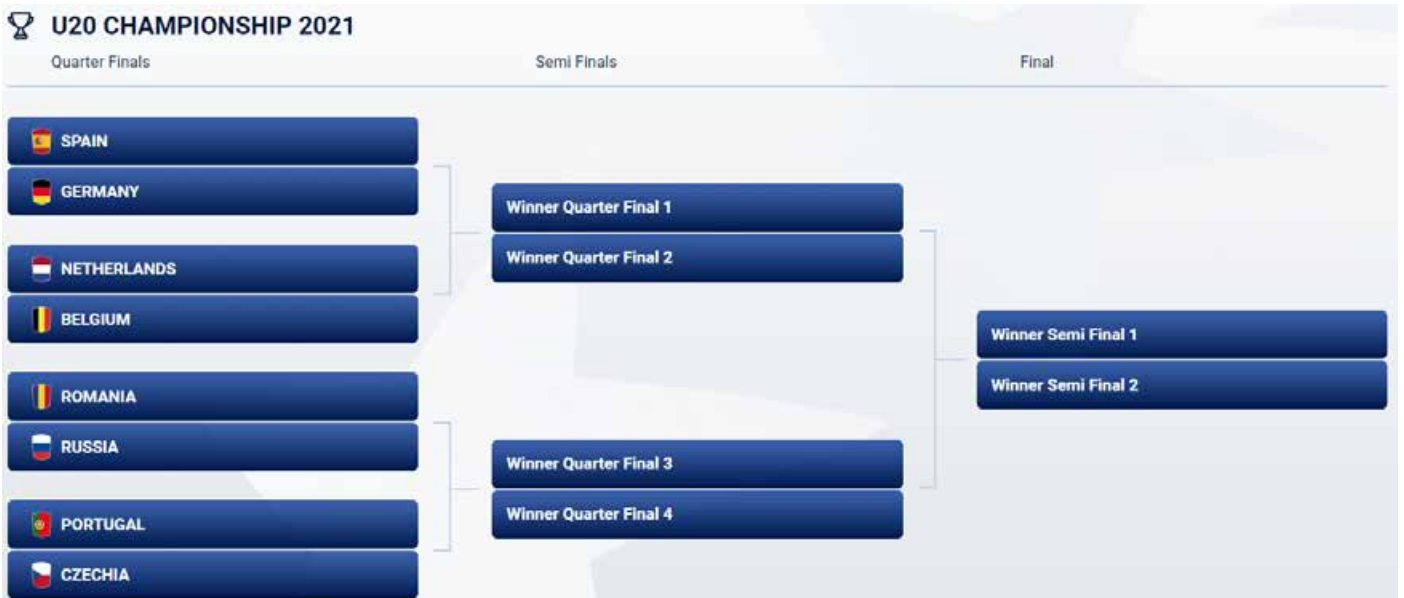 U20 CHAMPIONSHIP 2021
Quarter Finals
Semi Finals
Final
SPAIN
GERMANY
NETHERLANDS
BELGIUM
ROMANIA
RUSSIA
PORTUGAL
CZECHIA
Winner Quarter Final 1
Winner Quarter Final 2
Winner Quarter Final 3
Winner Quarter Final 4
Winner Semi Final 1
Winner Semi Final 2